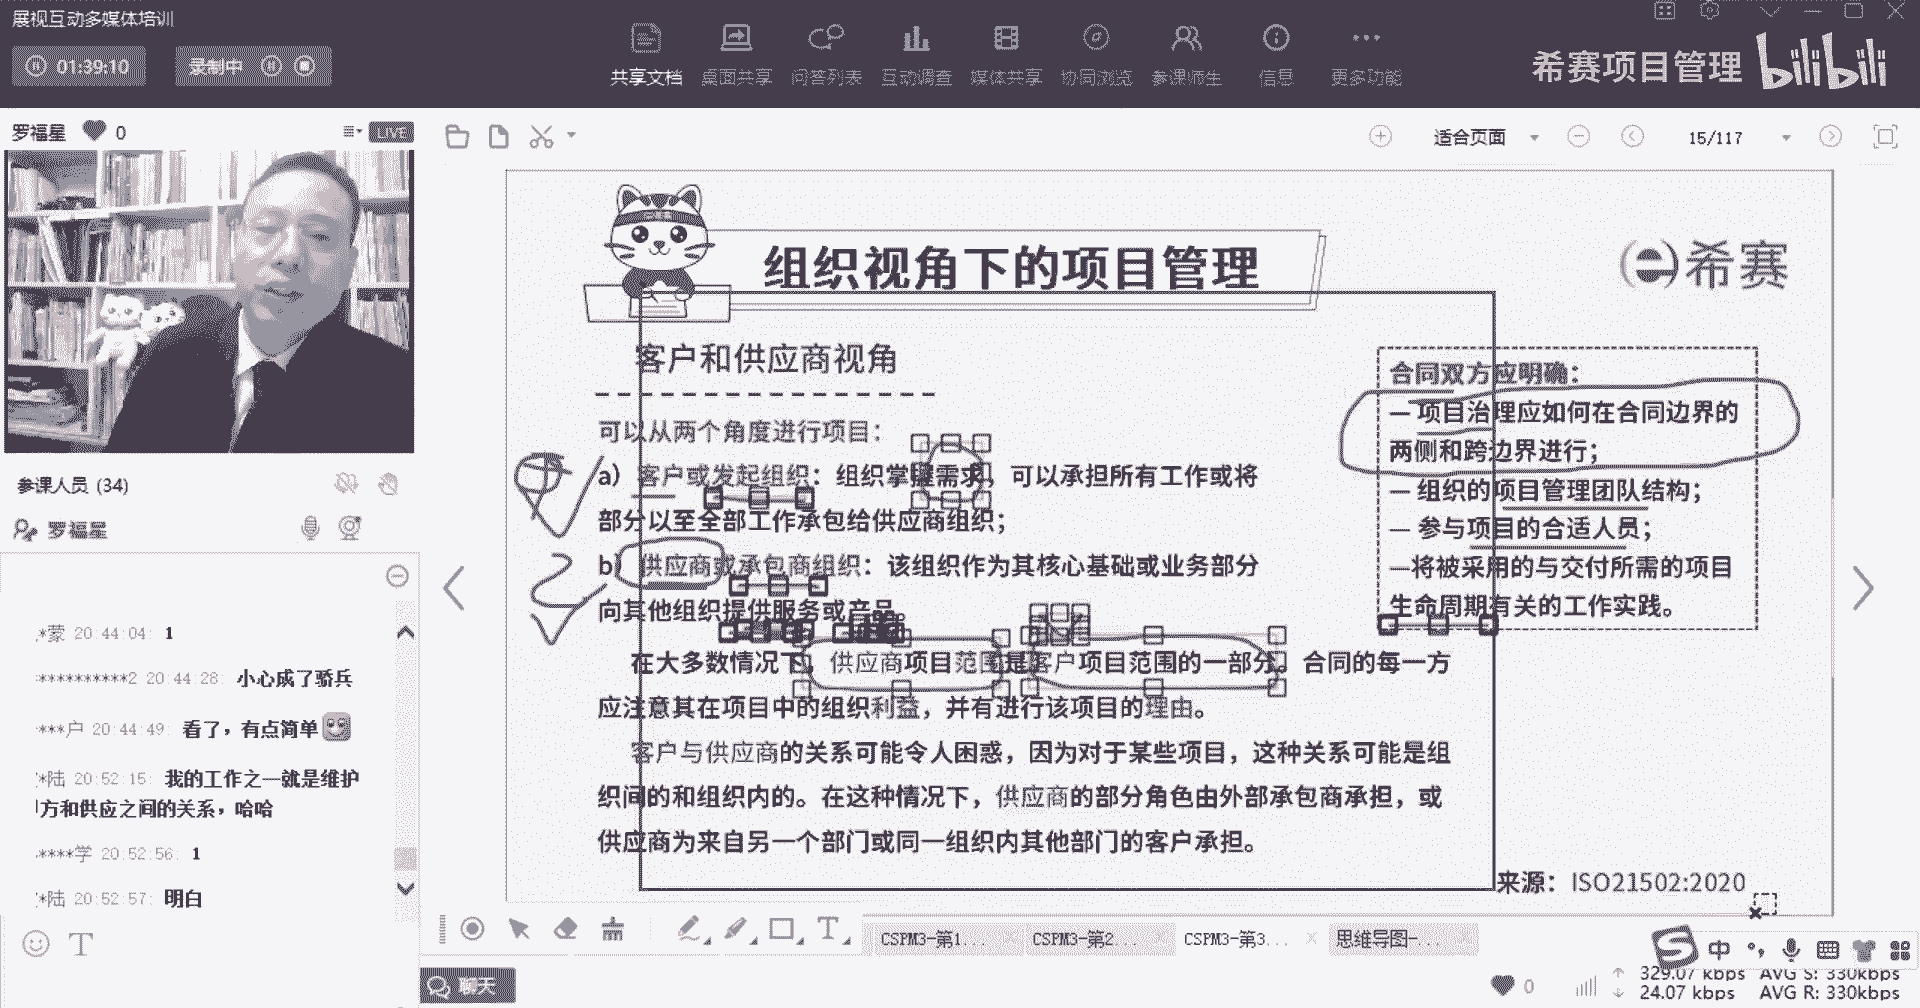 展视互动多媒体培训
01:39:10
录制中
共享文档
桌面共享
问答列表
互动调查
媒体共享
协同浏览
参课师生
信息
更多功能
希赛项目管理
bilibili
罗福星 0
LIVE
适合页面
15/117
参课人员 (34)
罗福星
*蒙 20:44:04: 1
**********2 20:44:28: 小心成了骄兵
***户 20:44:49: 看了，有点简单
*陆 20:52:15: 我的工作之一就是维护
方和供应之间的关系，哈哈
****学 20:52:56: 1
*陆 20:52:57: 明白
聊天
组织视角下的项目管理
希赛
客户和供应商视角
可以从两个角度进行项目：
a）客户或发起组织：组织掌握需求，可以承担所有工作或将
部分以至全部工作承包给供应商组织；
b）供应商或承包商组织：该组织作为其核心基础或业务部分
向其他组织提供服务或产品。
在大多数情况下，供应商项目范围是客户项目范围的一部分。合同的每一方
应注意其在项目中的组织利益，并有进行该项目的理由。
客户与供应商的关系可能令人困惑，因为对于某些项目，这种关系可能是组
织间的和组织内的。在这种情况下，供应商的部分角色由外部承包商承担，或
供应商为来自另一个部门或同一组织内其他部门的客户承担。
合同双方应明确：
— 项目治理应如何在合同边界的
两侧和跨边界进行；
— 组织的项目管理团队结构；
— 参与项目的合适人员；
—将被采用的与交付所需的项目
生命周期有关的工作实践。
来源：ISO21502:2020
CSPM3-第1...
CSPM3-第2...
CSPM3-第3...
思维导图-...
中
0
329.07 kbps AVG S: 330kbps
24.07 kbps AVG R: 330kbps